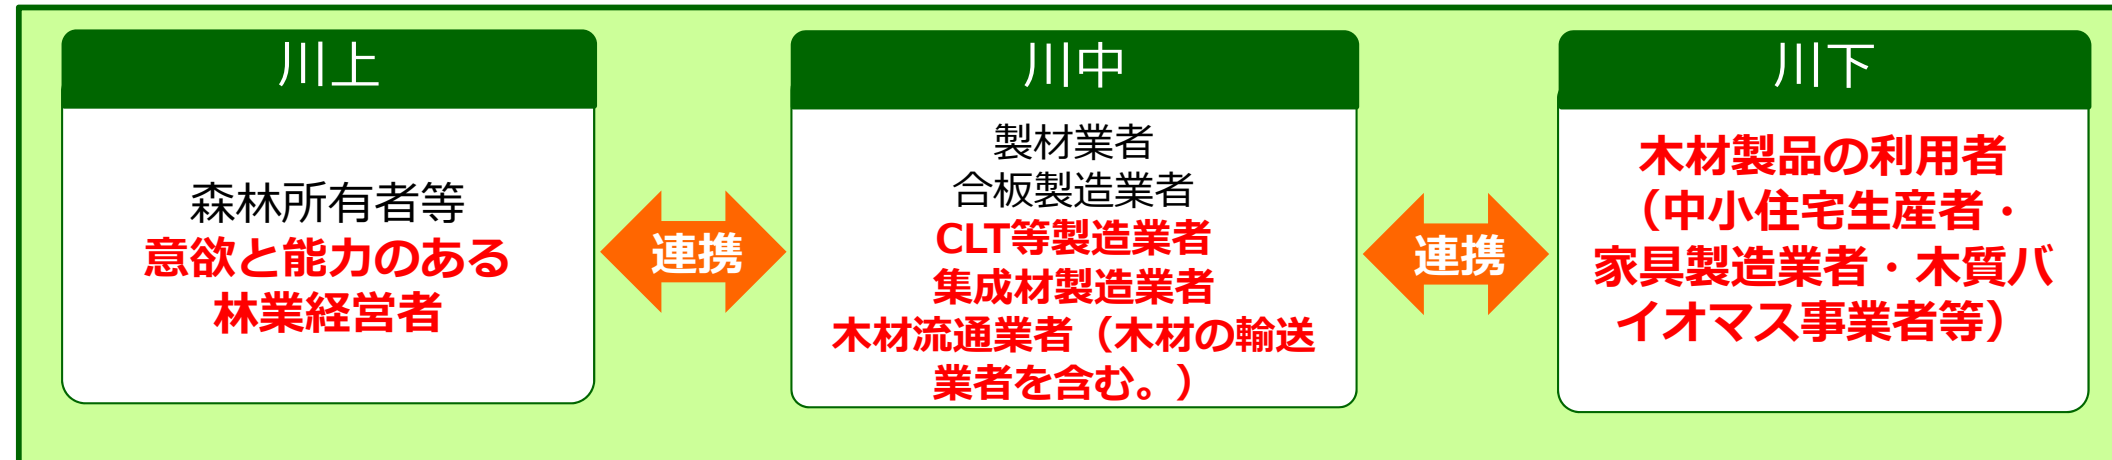 川上
森林所有者等
意欲と能力のある
林業経営者
連携
川中
製材業者
合板製造業者
CLT等製造業者
集成材製造業者
木材流通業者（木材の輸送
業者を含む。）
連携
川下
木材製品の利用者
（中小住宅生産者・
家具製造業者・木質バ
イオマス事業者等）